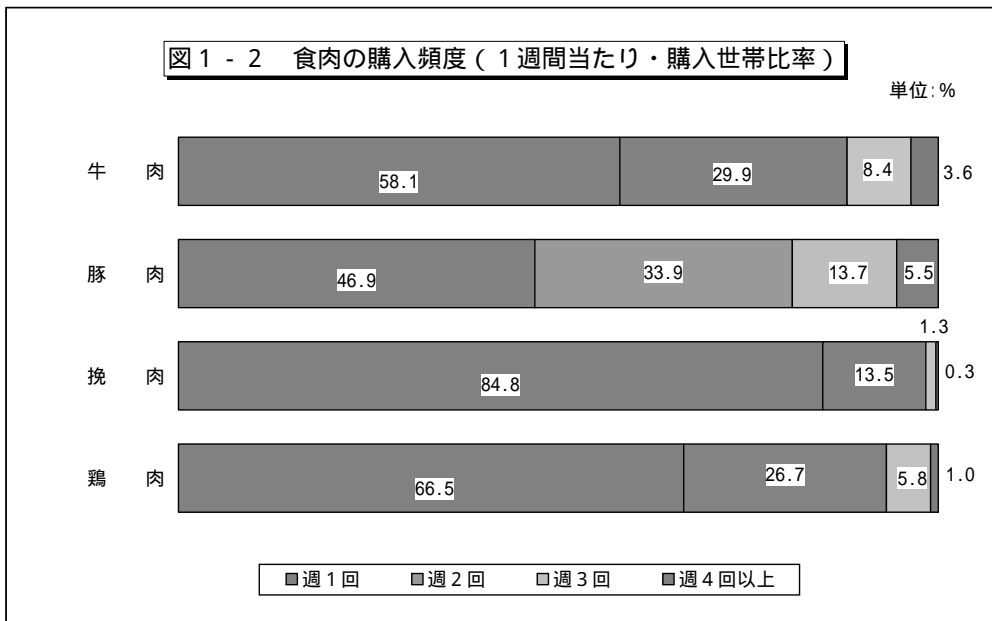 図1-2 食肉の購入頻度（1週間当たり・購入世帯比率）
単位:%
牛 肉 58.1 29.9 8.4 3.6
豚 肉 46.9 33.9 13.7 5.5
1.3
挽 肉 84.8 13.5 0.3
鶏 肉 66.5 26.7 5.8 1.0
週1回 週2回 週3回 週4回以上